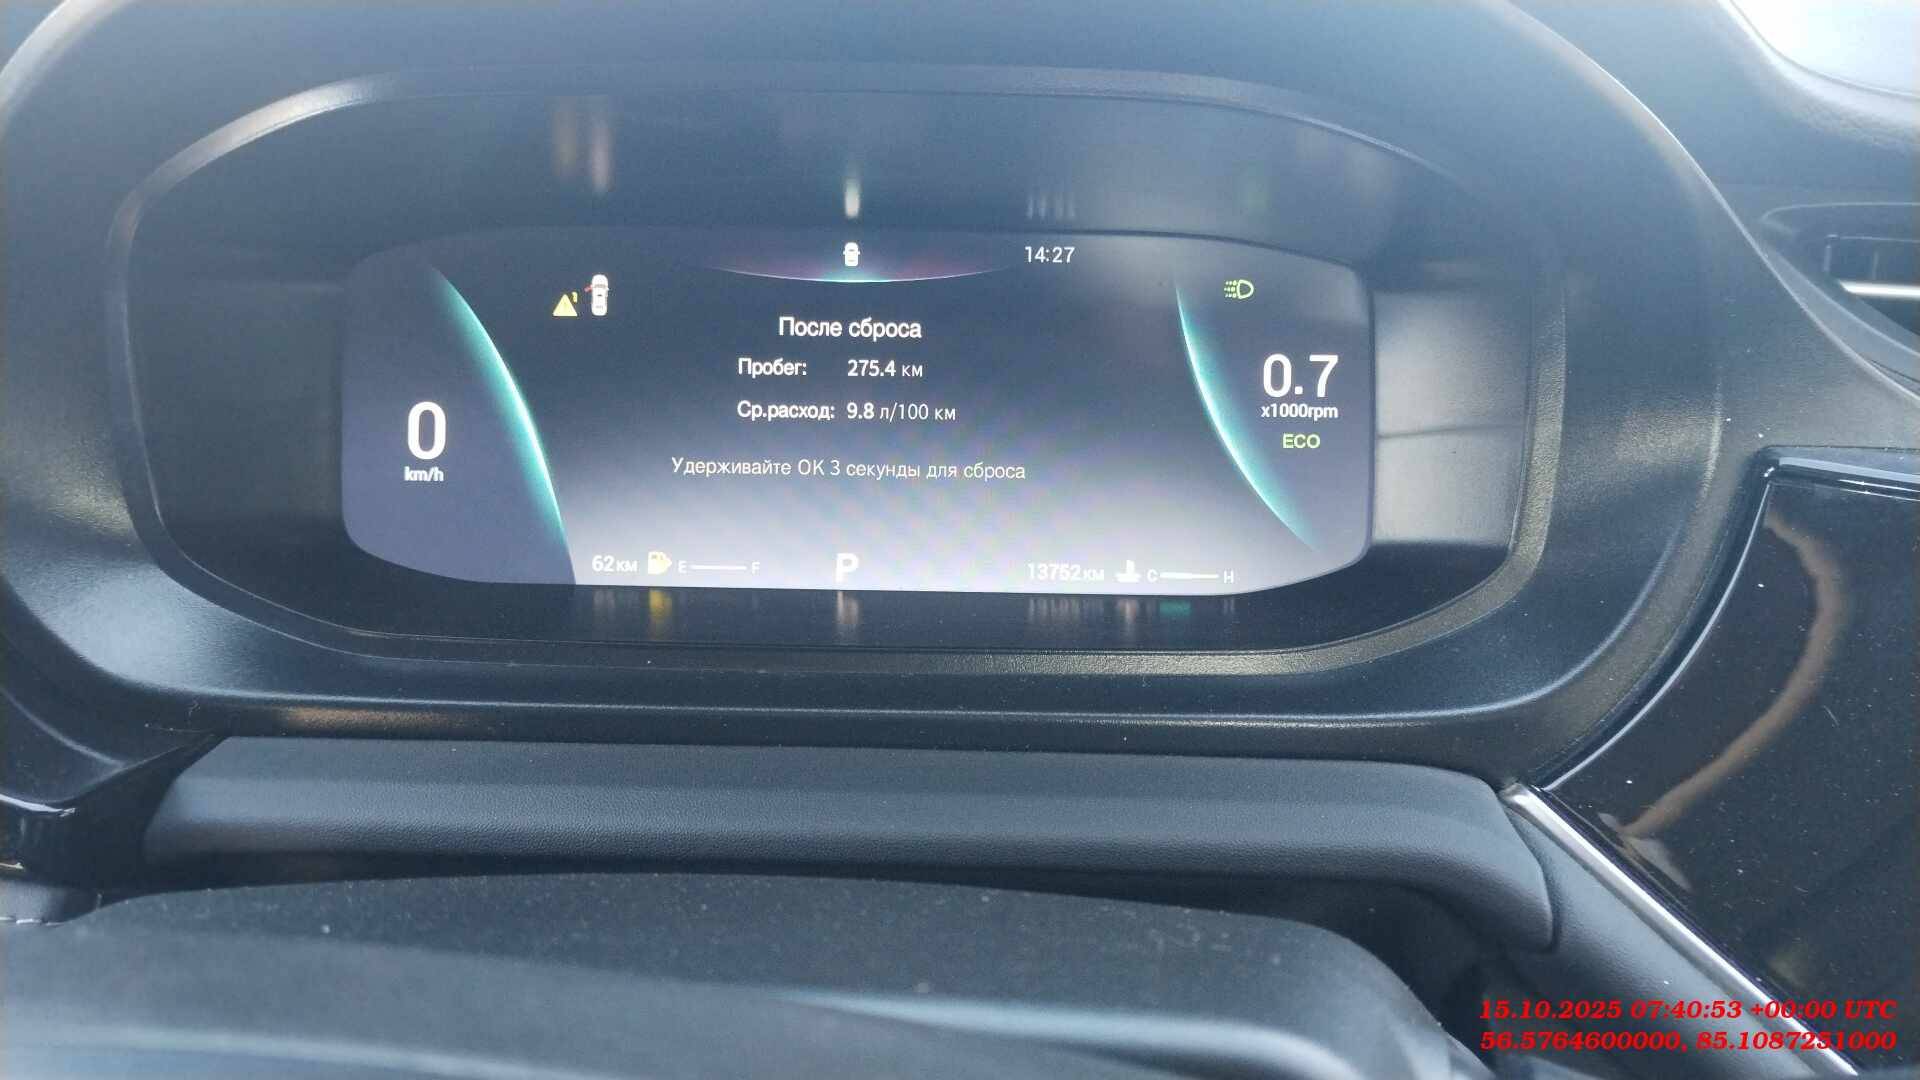 14:27
1
После сброса
Пробег: 275.4 км
Ср.расход: 9.8 л/100 км
Удерживайте ОК 3 секунды для сброса
0
km/h
0.7
x1000rpm
ECO
62км E F
P
13752км C H
15.10.2025 07:40:53 +00:00 UTC
56.5764600000, 85.1087251000